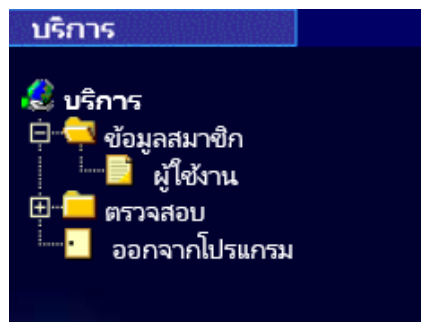 บริการ
บริการ
ข้อมูลสมาชิก
ผู้ใช้งาน
ตรวจสอบ
ออกจากโปรแกรม